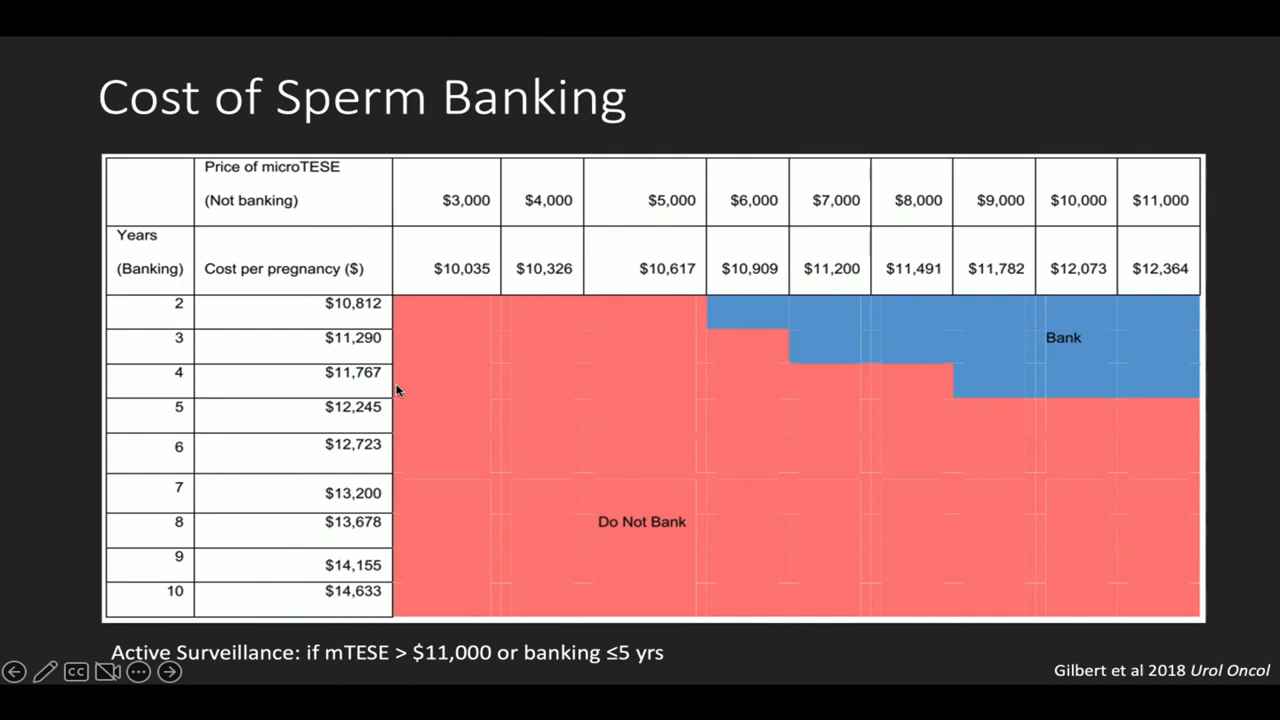 Cost of Sperm Banking
Price of microTESE
(Not banking) $3,000 $4,000 $5,000 $6,000 $7,000 $8,000 $9,000 $10,000 $11,000
Years
(Banking) Cost per pregnancy ($) $10,035 $10,326 $10,617 $10,909 $11,200 $11,491 $11,782 $12,073 $12,364
2 $10,812
3 $11,290 Bank
4 $11,767
5 $12,245
6 $12,723
7 $13,200
8 $13,678 Do Not Bank
9 $14,155
10 $14,633
Active Surveillance: if mTESE > $11,000 or banking ≤5 yrs
CC
Gilbert et al 2018 Urol Oncol